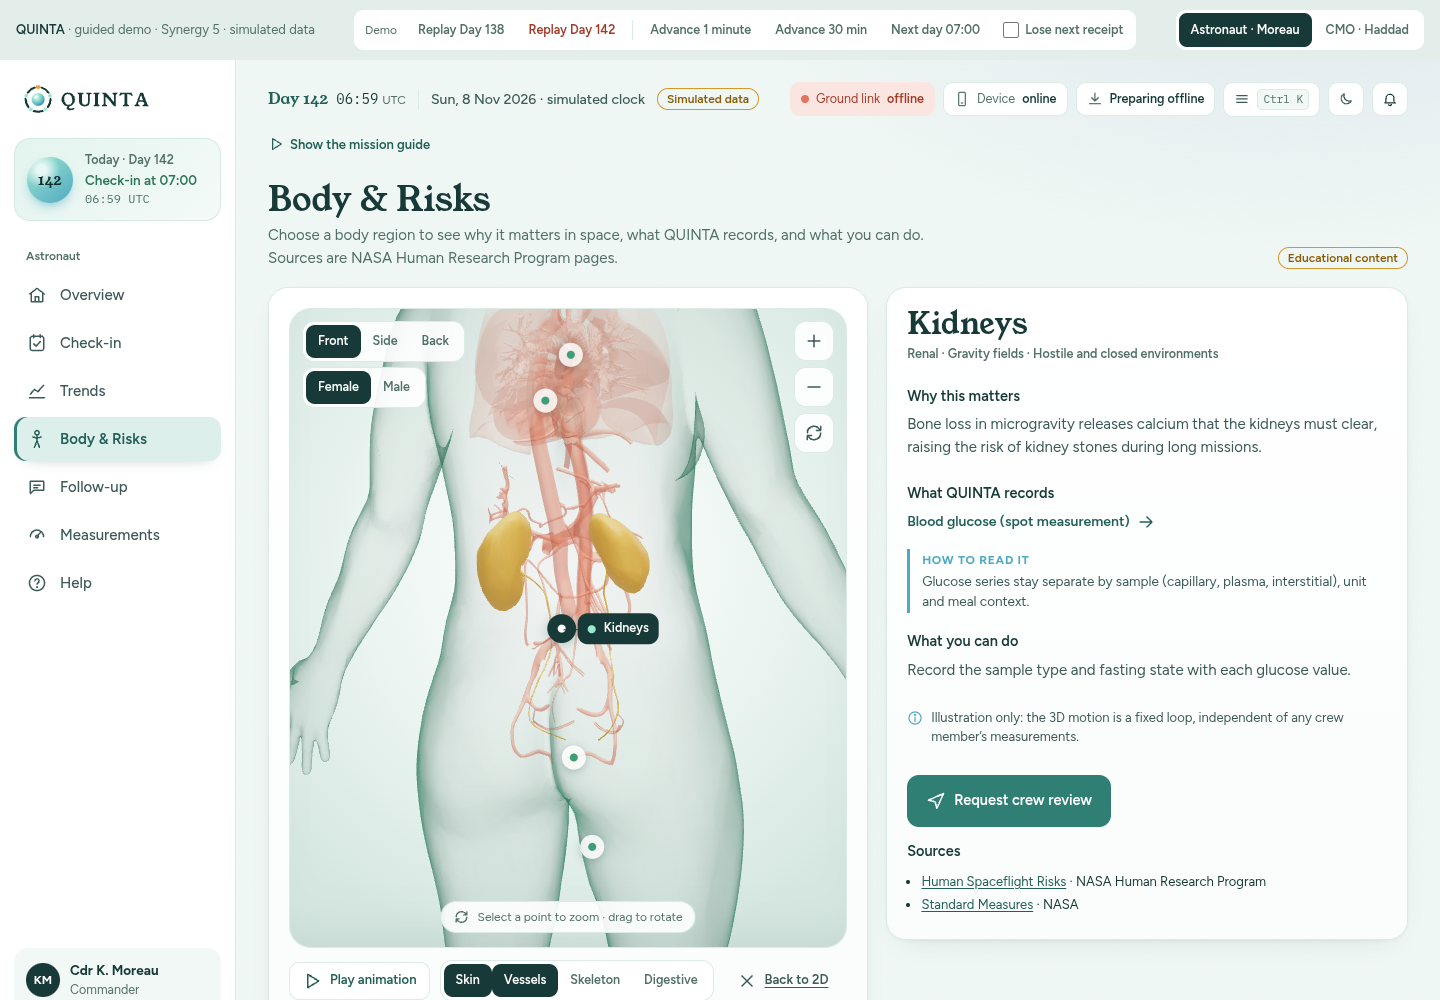 QUINTA · guided demo · Synergy 5 · simulated data
Demo
Replay Day 138
Replay Day 142
Advance 1 minute
Advance 30 min
Next day 07:00
Lose next receipt
Astronaut · Moreau
CMO · Haddad
QUINTA
142
Today · Day 142
Check-in at 07:00
06:59 UTC
Astronaut
Overview
Check-in
Trends
Body & Risks
Follow-up
Measurements
Help
KM
Cdr K. Moreau
Commander
Day 142 06:59 UTC
Sun, 8 Nov 2026 · simulated clock
Simulated data
Ground link offline
Device online
Preparing offline
Ctrl K
Show the mission guide
Body & Risks
Choose a body region to see why it matters in space, what QUINTA records, and what you can do.
Sources are NASA Human Research Program pages.
Educational content
Front
Side
Back
Female
Male
Kidneys
Select a point to zoom · drag to rotate
Play animation
Skin
Vessels
Skeleton
Digestive
Back to 2D
Kidneys
Renal · Gravity fields · Hostile and closed environments
Why this matters
Bone loss in microgravity releases calcium that the kidneys must clear,
raising the risk of kidney stones during long missions.
What QUINTA records
Blood glucose (spot measurement)
HOW TO READ IT
Glucose series stay separate by sample (capillary, plasma, interstitial), unit
and meal context.
What you can do
Record the sample type and fasting state with each glucose value.
Illustration only: the 3D motion is a fixed loop, independent of any crew
member's measurements.
Request crew review
Sources
Human Spaceflight Risks · NASA Human Research Program
Standard Measures · NASA